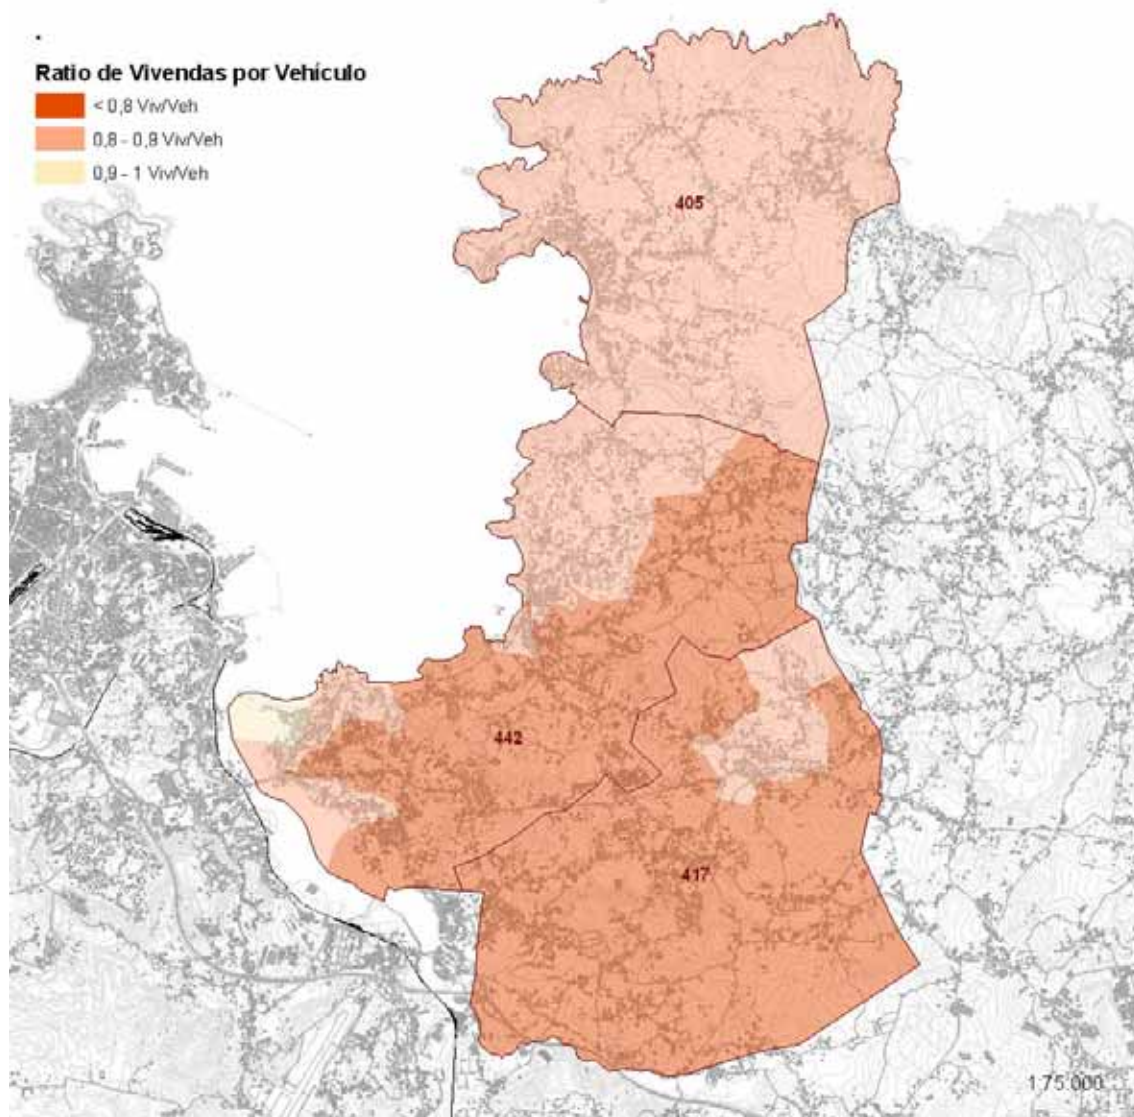 Ratio de Vivendas por Vehículo
< 0,8 Viv/Veh
0,8 - 0,9 Viv/Veh
0,9 - 1 Viv/Veh
405
442
417
1:75.000